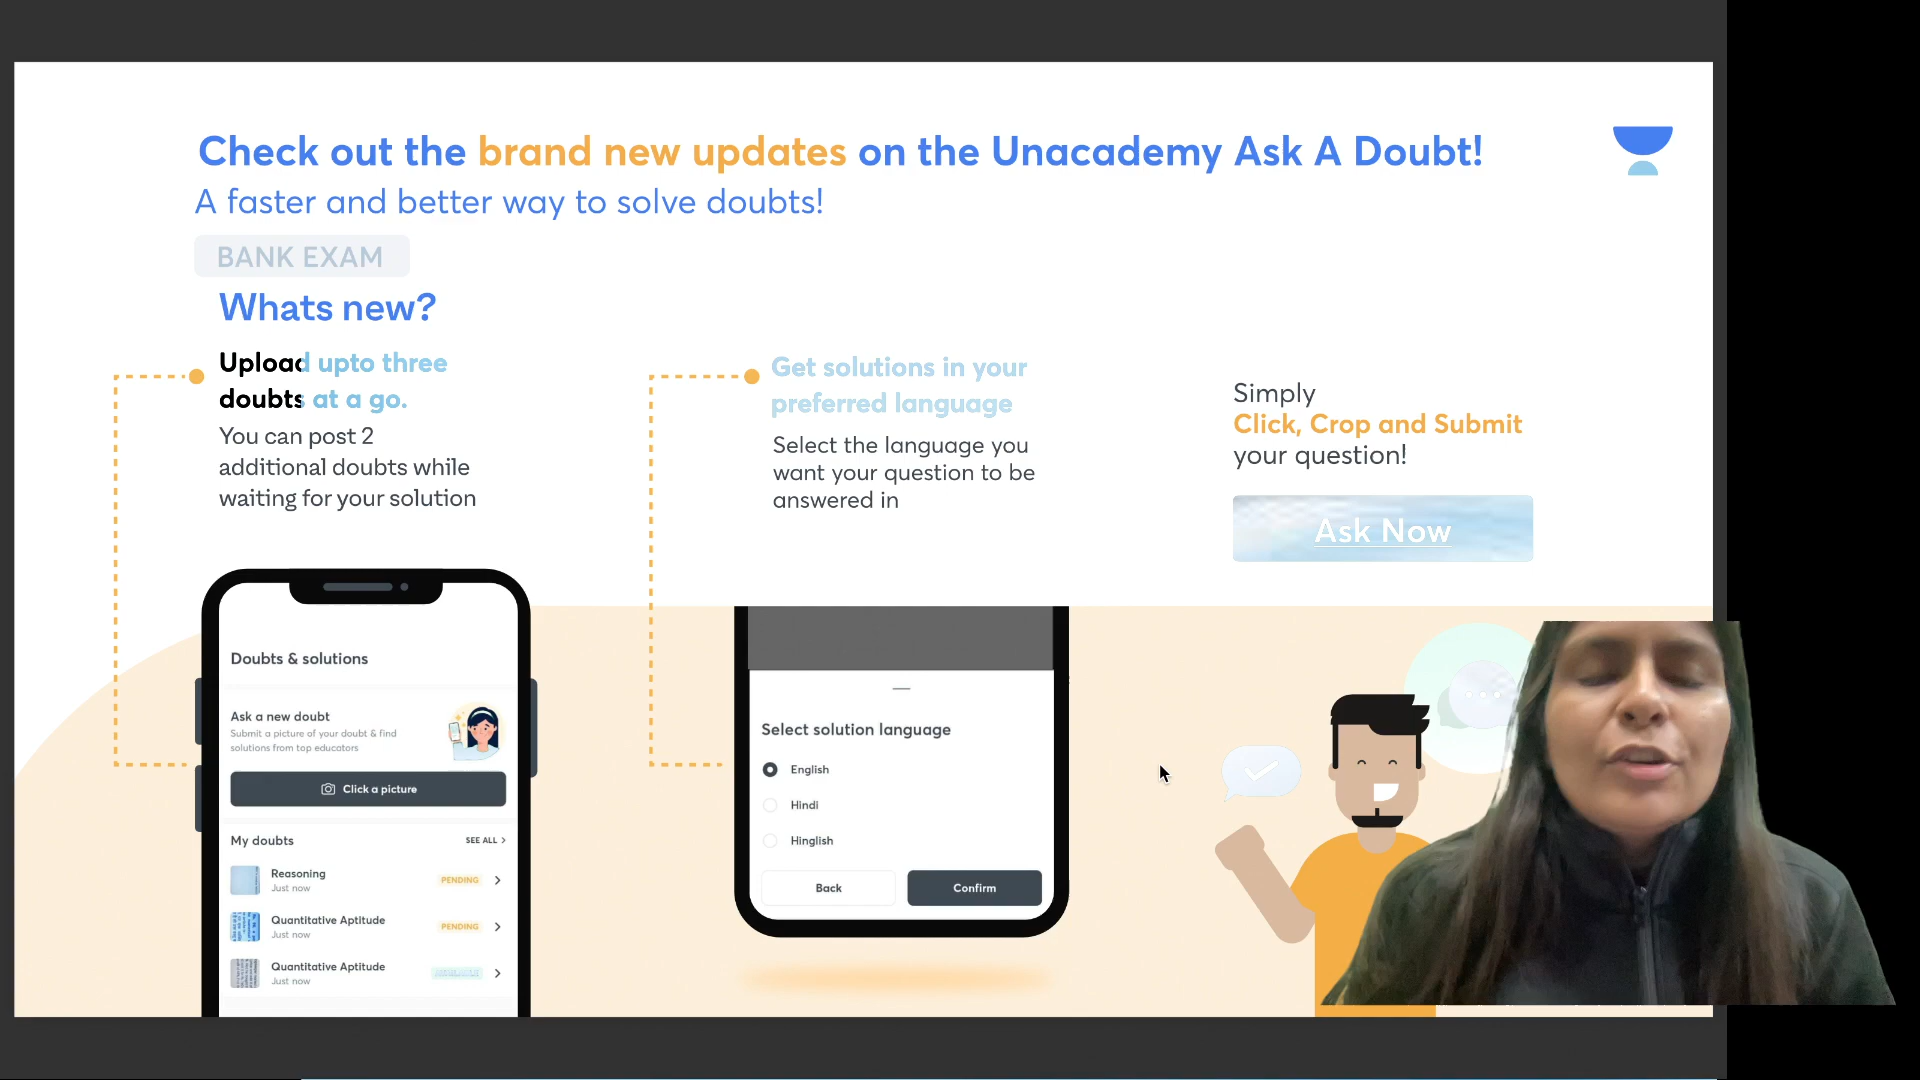 Check out the brand new updates on the Unacademy Ask A Doubt!
A faster and better way to solve doubts!
BANK EXAM
Whats new?
Upload upto three
doubts at a go.
You can post 2
additional doubts while
waiting for your solution
Get solutions in your
preferred language
Select the language you
want your question to be
answered in
Simply
Click, Crop and Submit
your question!
Ask Now
Doubts & solutions
Ask a new doubt
Submit a picture of your doubt & find
solutions from top educators
Click a picture
My doubts SEE ALL >
Reasoning
Just now
PENDING
Quantitative Aptitude
Just now
PENDING
Quantitative Aptitude
Just now
Select solution language
English
Hindi
Hinglish
Back Confirm